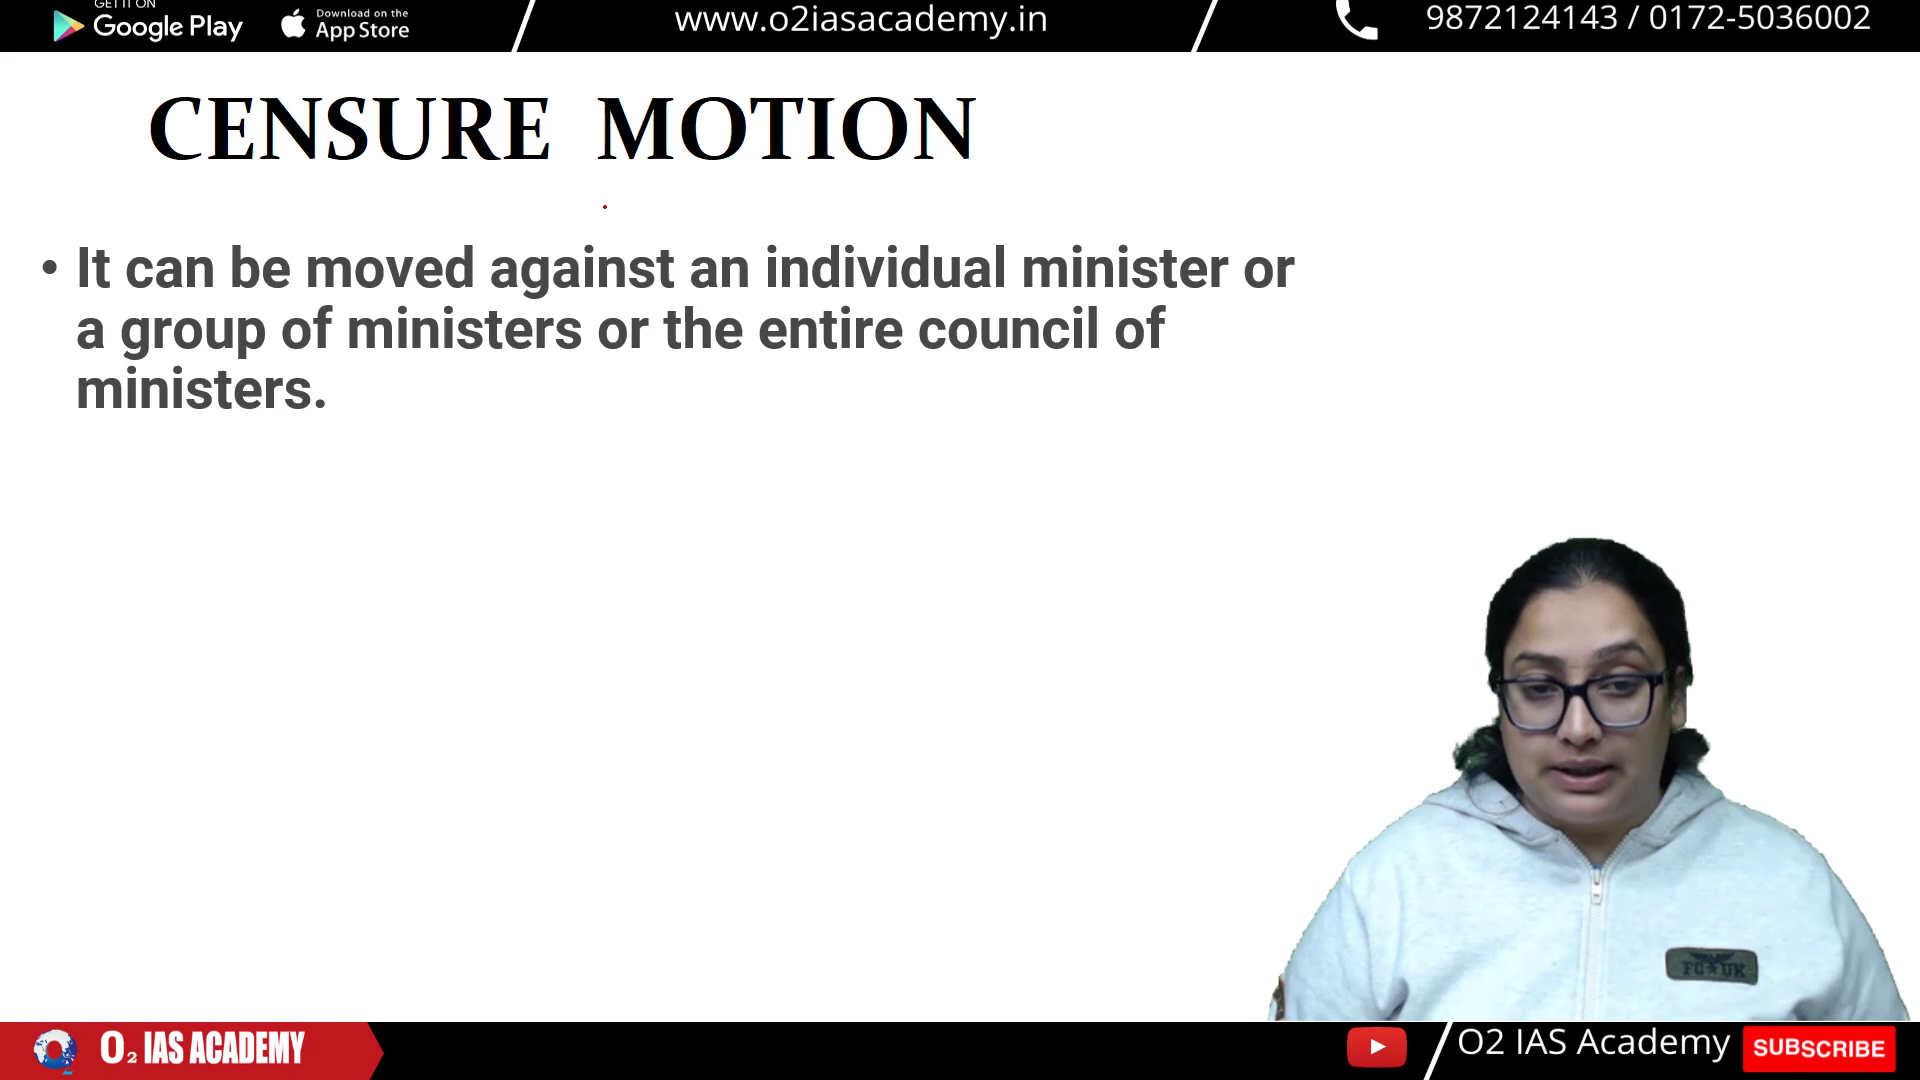 GET IT ON
Google Play
Download on the
App Store
www.o2iasacademy.in
9872124143 / 0172-5036002
CENSURE MOTION
• It can be moved against an individual minister or
a group of ministers or the entire council of
ministers.
FC★UK
O₂ IAS ACADEMY
O2 IAS Academy
SUBSCRIBE